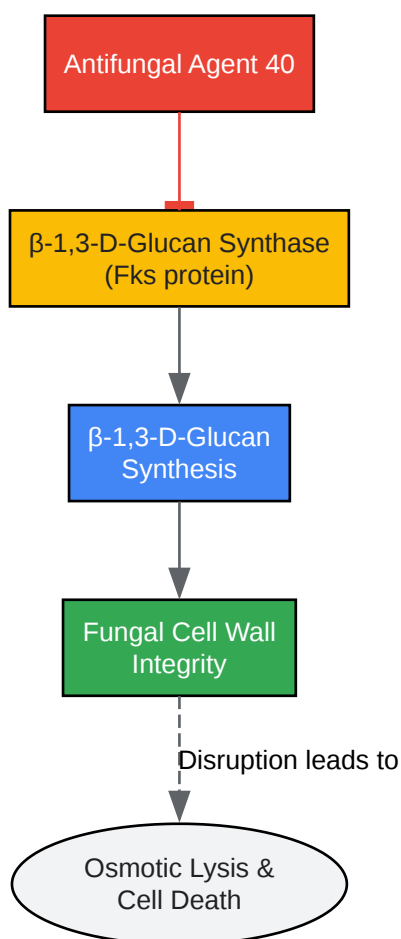 Antifungal Agent 40
β-1,3-D-Glucan Synthase
(Fks protein)
β-1,3-D-Glucan
Synthesis
Fungal Cell Wall
Integrity
Disruption leads to
Osmotic Lysis &
Cell Death